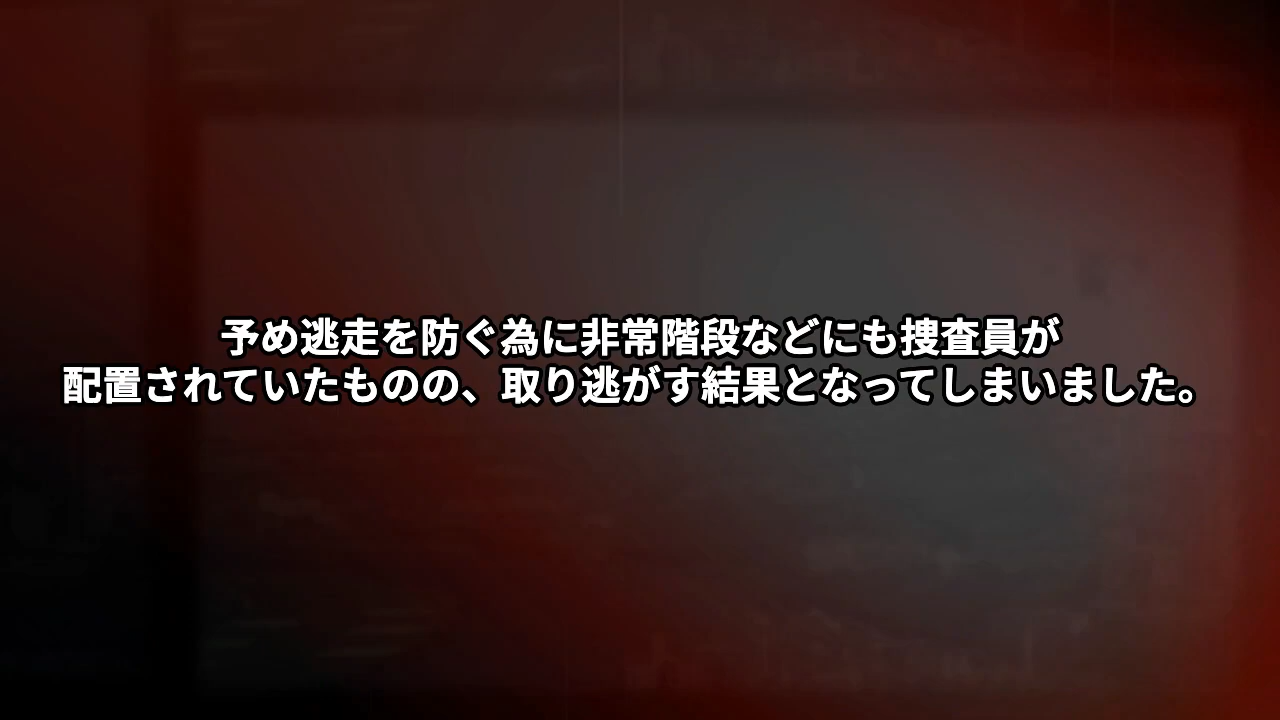 予め逃走を防ぐ為に非常階段などにも捜査員が
配置されていたものの、取り逃がす結果となってしまいました。